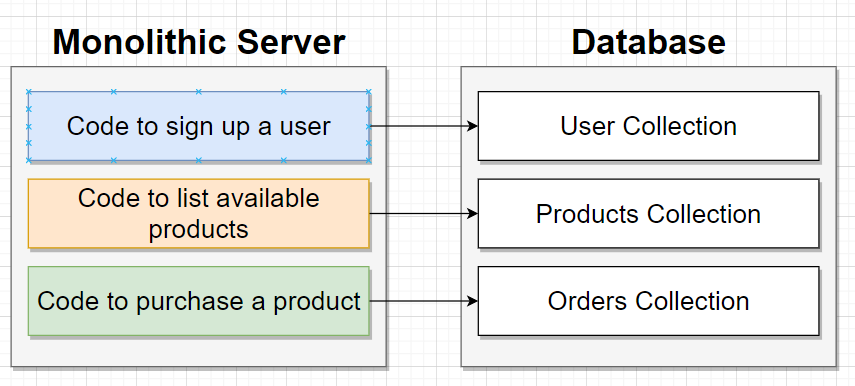 Monolithic Server
Database
Code to sign up a user
User Collection
Code to list available
products
Products Collection
Code to purchase a product
Orders Collection